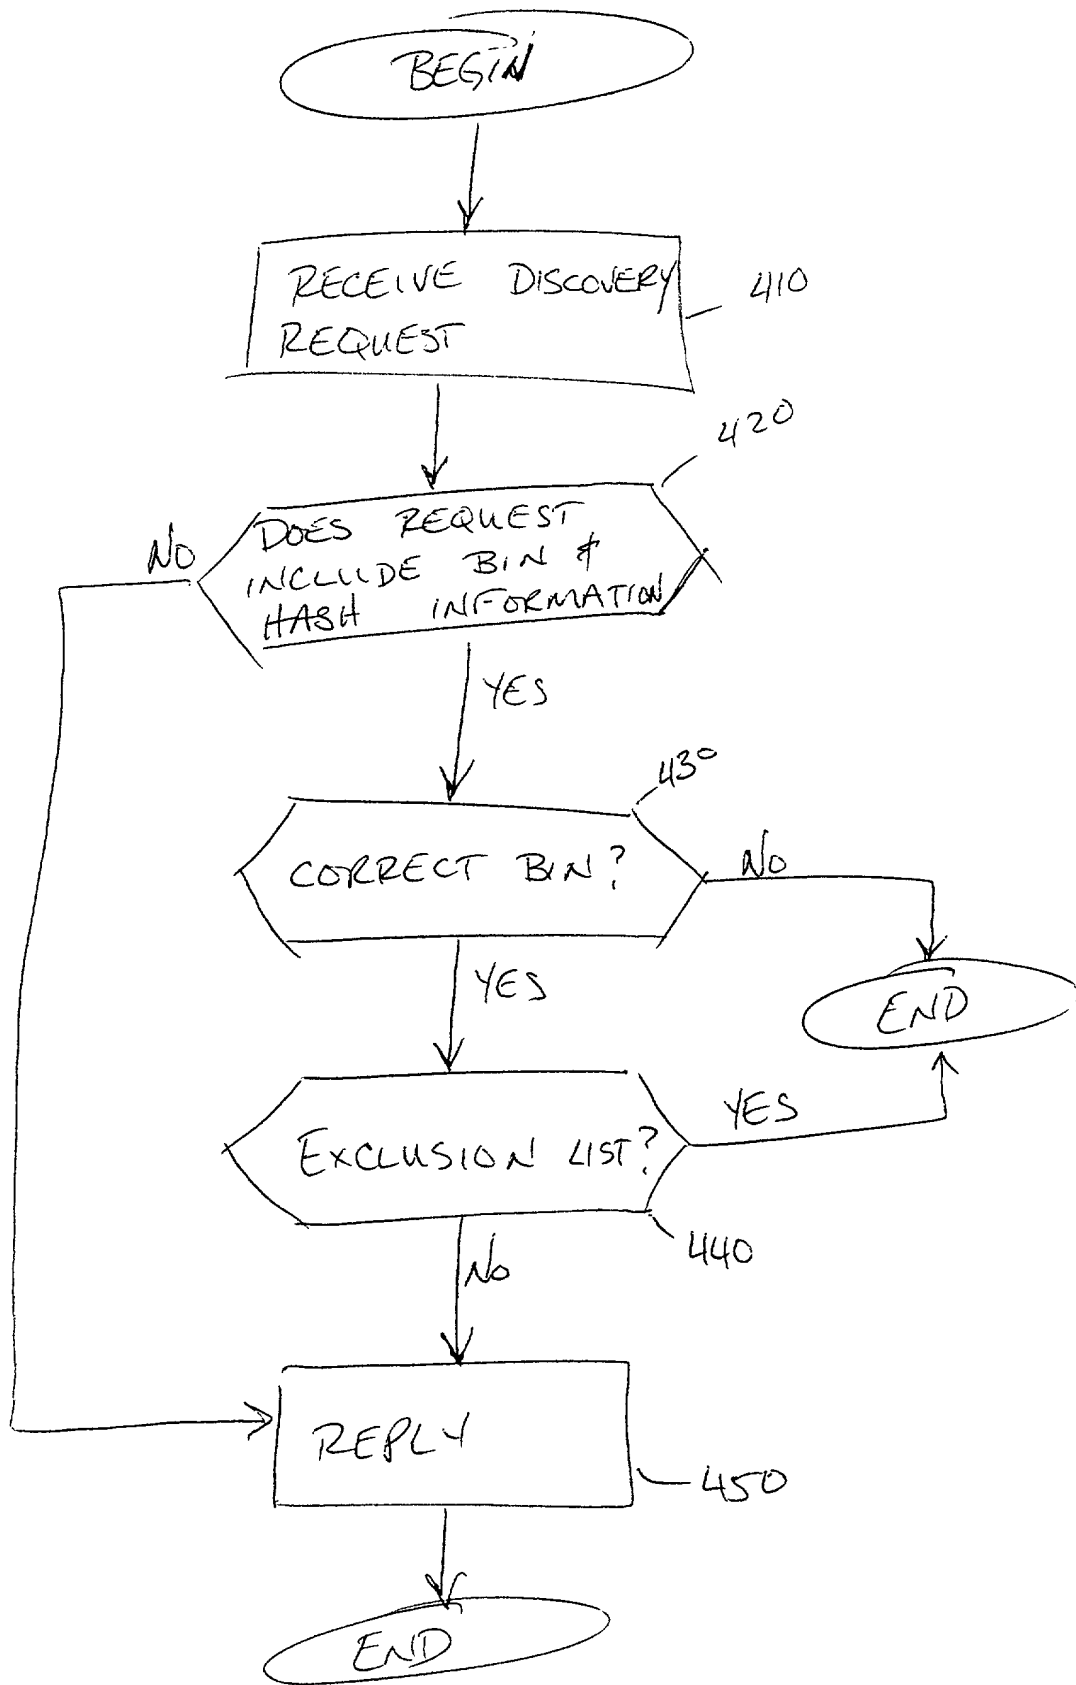 BEGIN
RECEIVE DISCOVERY
REQUEST
410
420
DOES REQUEST
INCLUDE BIN &
HASH INFORMATION
NO
YES
430
CORRECT BIN?
NO
YES
END
EXCLUSION LIST?
YES
440
NO
REPLY
450
END